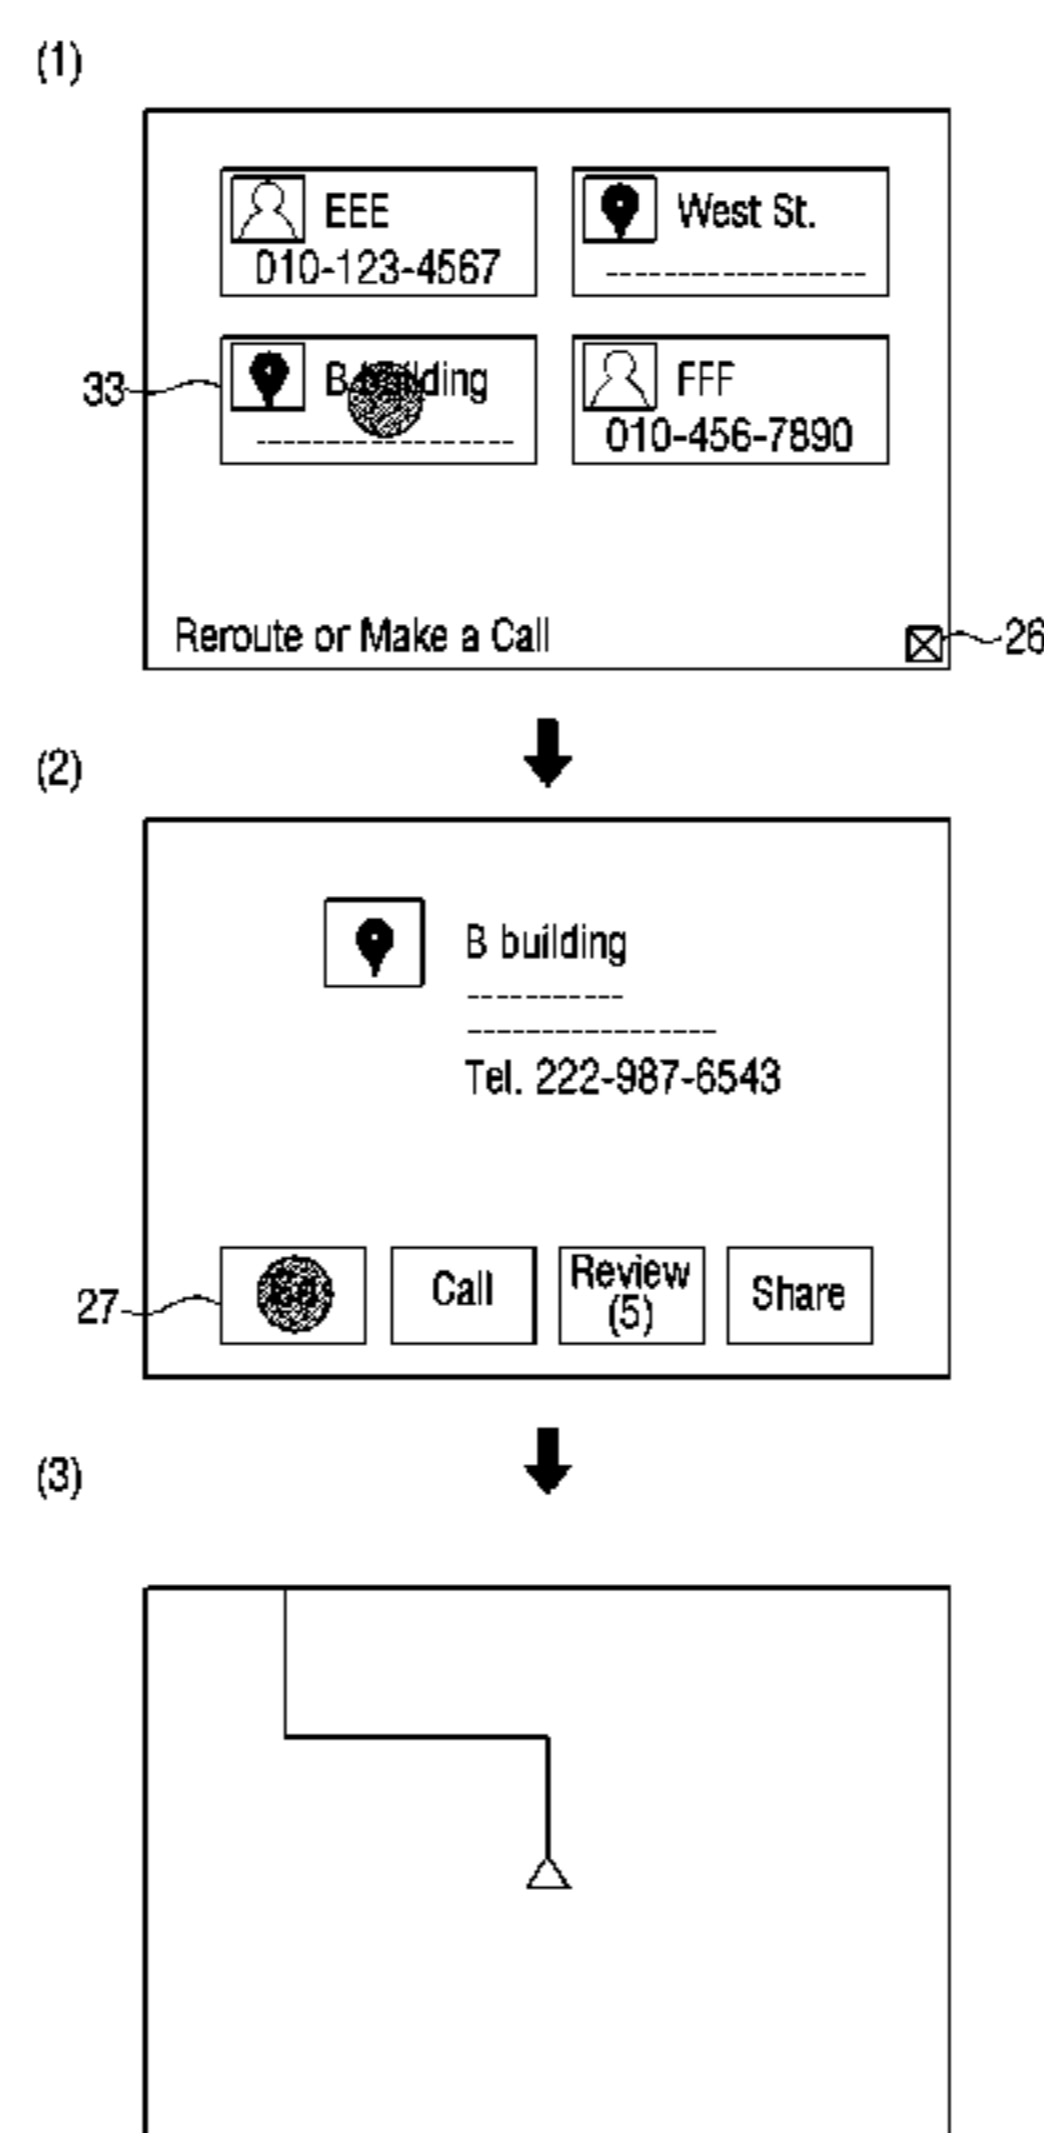 (1)
EEE
010-123-4567
West St.
33
B building
FFF
010-456-7890
Reroute or Make a Call
26
(2)
B building
Tel. 222-987-6543
27
Call
Review
(5)
Share
(3)